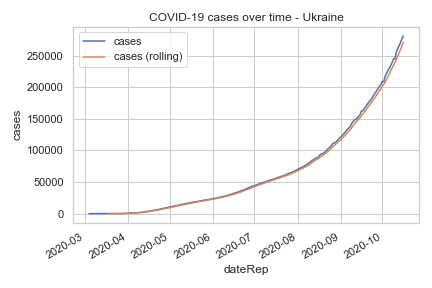 COVID-19 cases over time - Ukraine
cases
cases (rolling)
cases
250000
200000
150000
100000
50000
0
2020-03
2020-04
2020-05
2020-06
2020-07
2020-08
2020-09
2020-10
dateRep